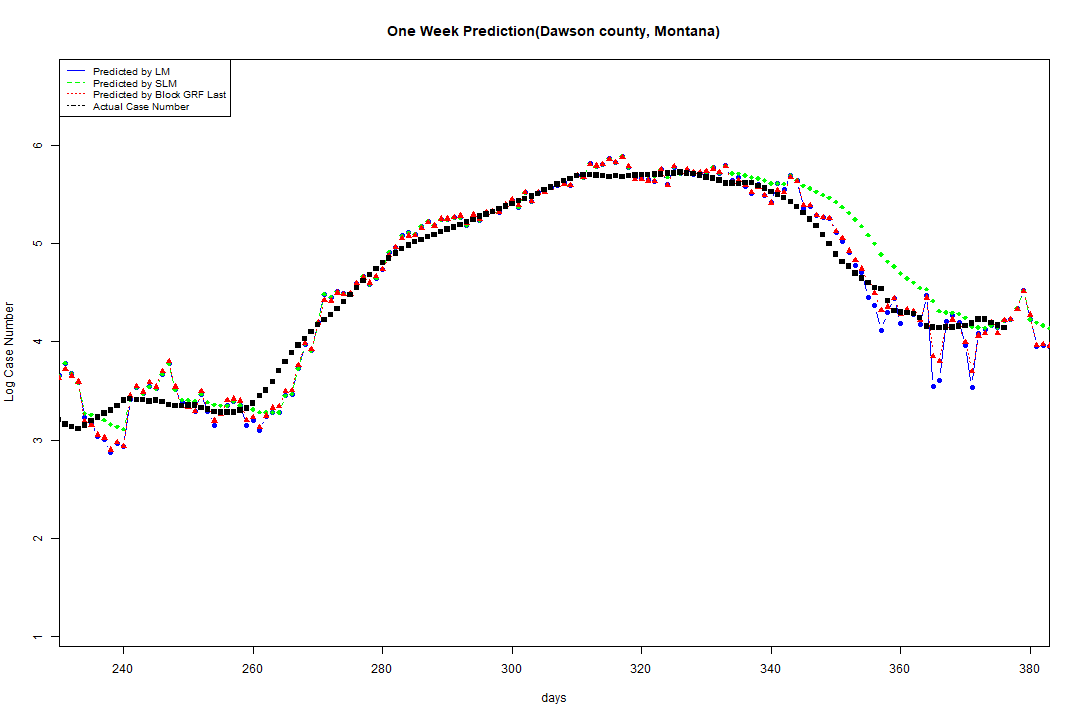 One Week Prediction(Dawson county, Montana)
Predicted by LM
Predicted by SLM
Predicted by Block GRF Last
Actual Case Number
6
5
4
3
2
1
Log Case Number
240 260 280 300 320 340 360 380
days